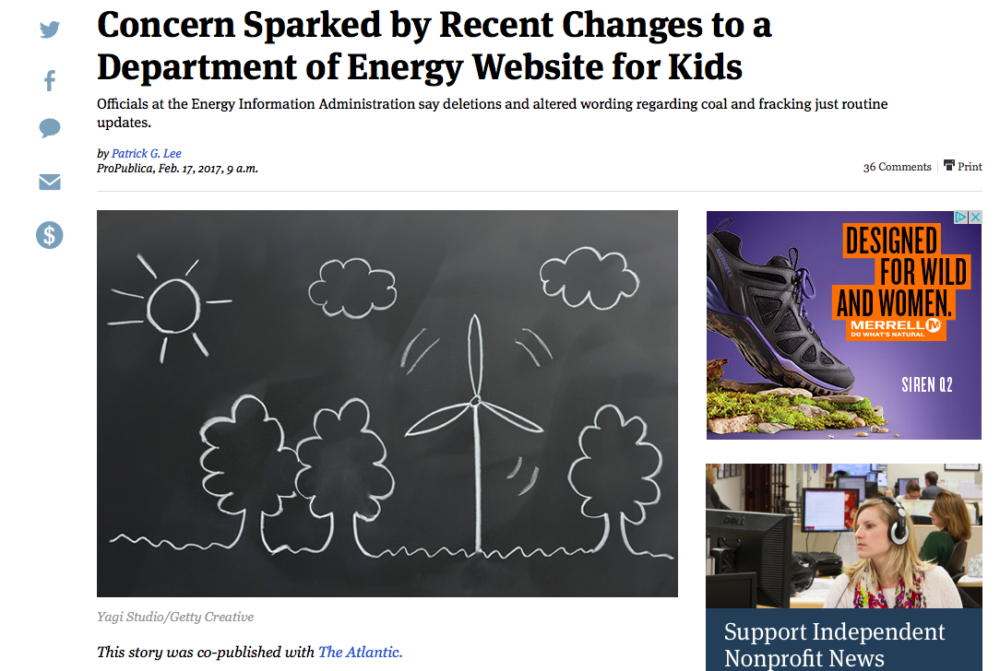 Concern Sparked by Recent Changes to a
Department of Energy Website for Kids
Officials at the Energy Information Administration say deletions and altered wording regarding coal and fracking just routine
updates.
by Patrick G. Lee
ProPublica, Feb. 17, 2017, 9 a.m.
36 Comments
Print
$
DESIGNED
FOR WILD
AND WOMEN.
MERRELL M
DO WHAT'S NATURAL
MERRELL
SIREN Q2
DELL
Yagi Studio/Getty Creative
This story was co-published with The Atlantic.
Support Independent
Nonprofit News